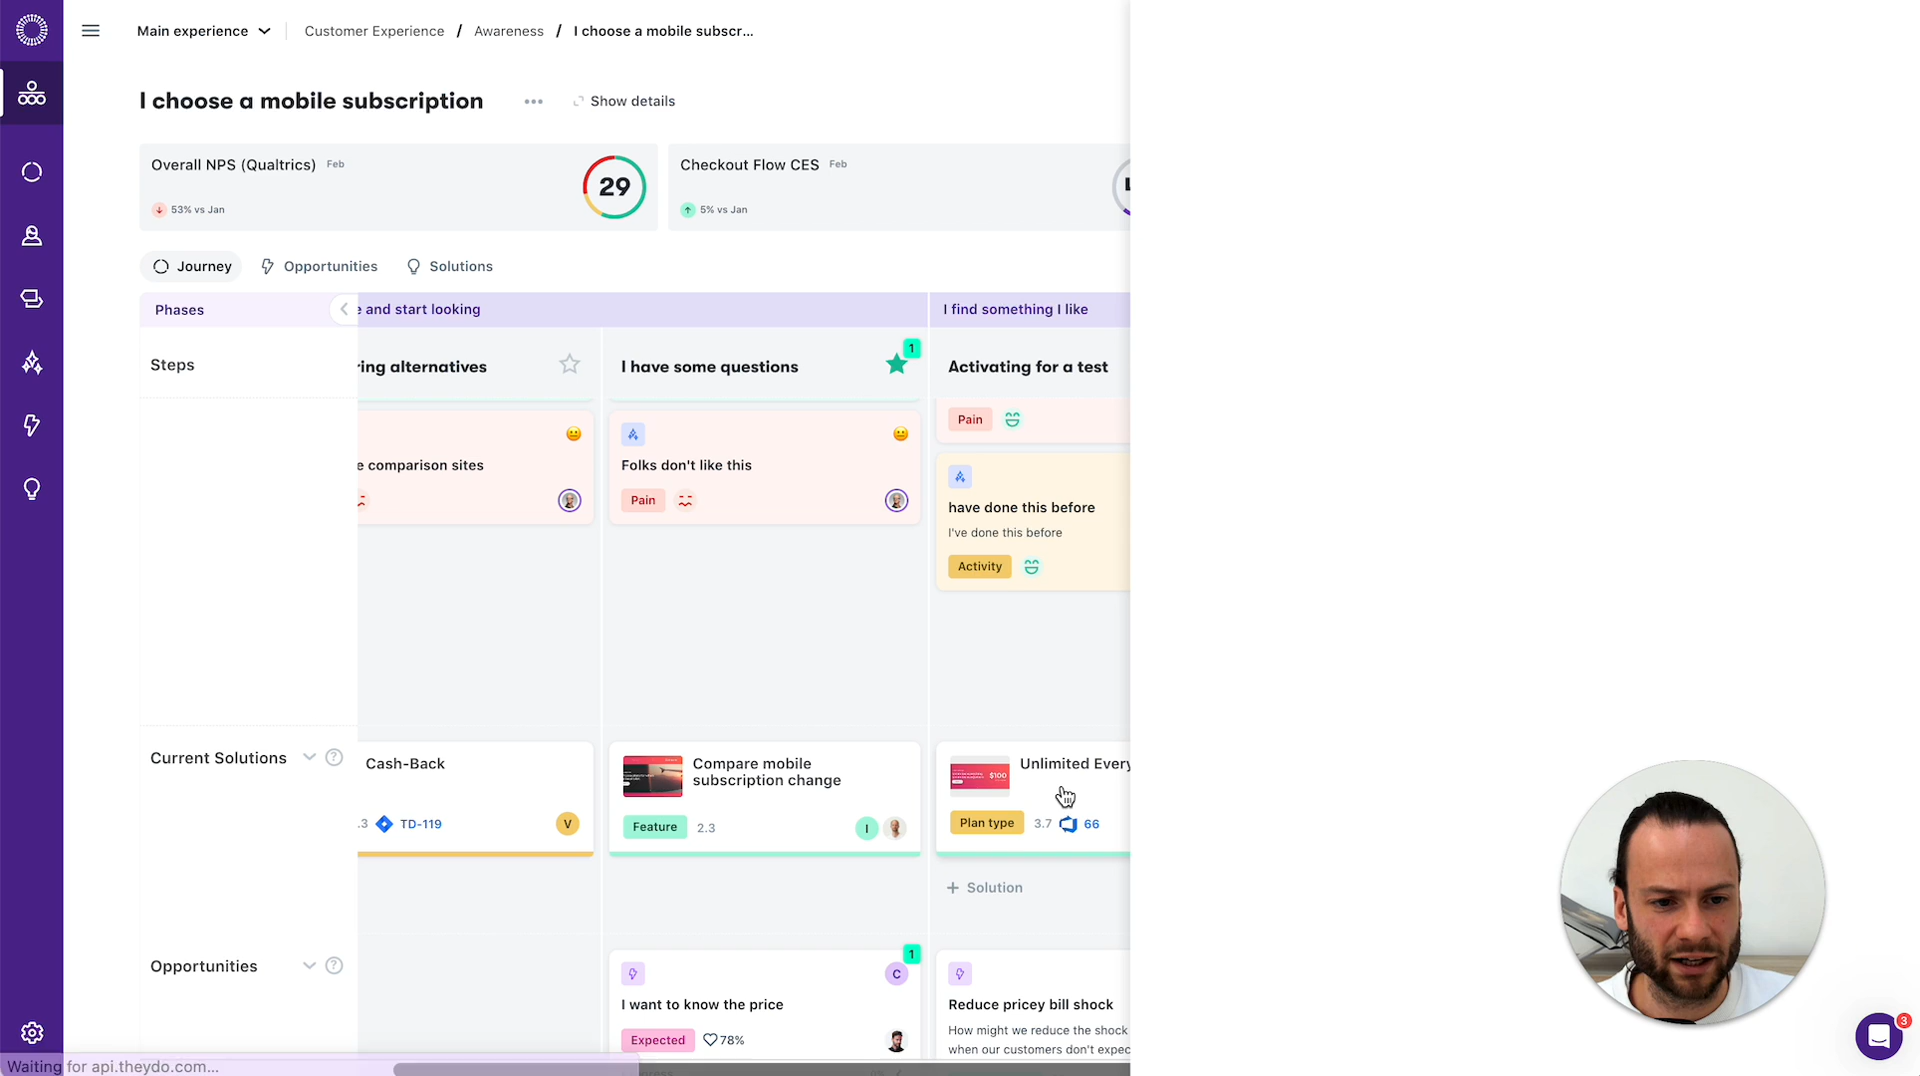 Main experience
Customer Experience / Awareness / I choose a mobile subscr...
I choose a mobile subscription
Show details
Overall NPS (Qualtrics) Feb
29
53% vs Jan
Checkout Flow CES Feb
5% vs Jan
Journey
Opportunities
Solutions
Phases
e and start looking
I find something I like
Steps
ring alternatives
I have some questions
1
Activating for a test
e comparison sites
Folks don't like this
Pain
Pain
have done this before
I've done this before
Activity
Current Solutions
?
Cash-Back
.3 TD-119
V
Compare mobile
subscription change
Feature 2.3
I
Unlimited Every
$100
Plan type 3.7 66
+ Solution
Opportunities
?
1
C
I want to know the price
Expected 78%
Reduce pricey bill shock
How might we reduce the shock
when our customers don't expec
3
Waiting for api.theydo.com...